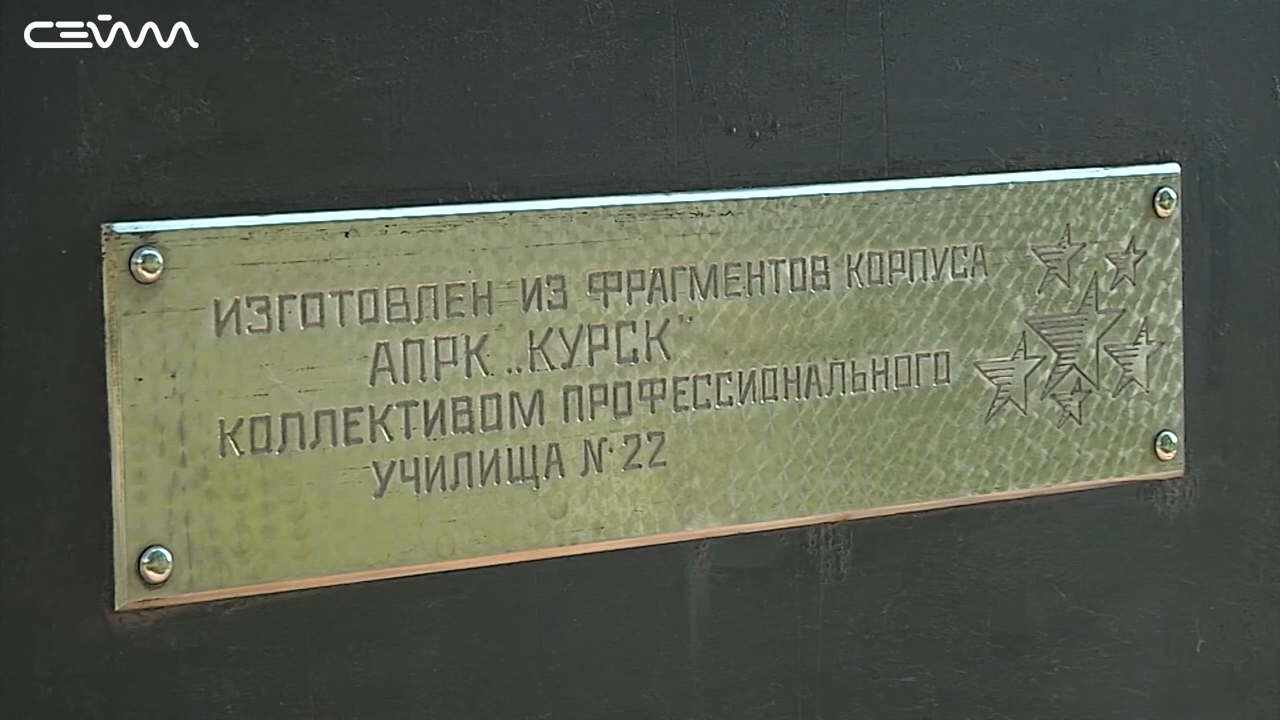 СЕЙМ
ИЗГОТОВЛЕН ИЗ ФРАГМЕНТОВ КОРПУСА
АПРК „КУРСК”
КОЛЛЕКТИВОМ ПРОФЕССИОНАЛЬНОГО
УЧИЛИЩА №22